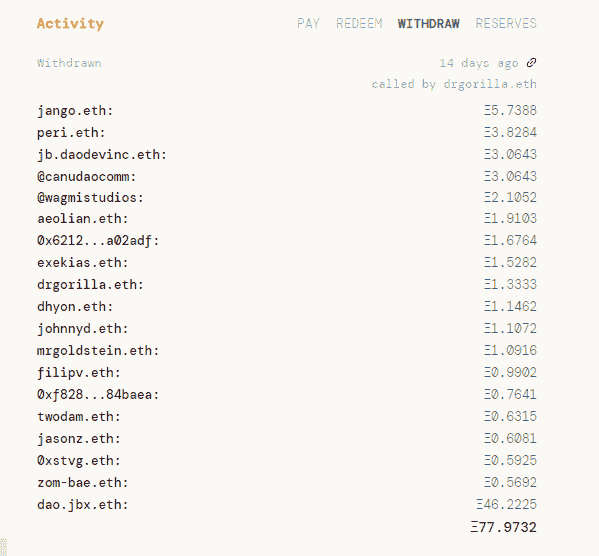 Activity PAY REDEEM WITHDRAW RESERVES
Withdrawn 14 days ago
called by drgorilla.eth
jango.eth: Ξ5.7388
peri.eth: Ξ3.8284
jb.daodevinc.eth: Ξ3.0643
@canudaocomm: Ξ3.0643
@wagmistudios: Ξ2.1052
aeolian.eth: Ξ1.9103
0x6212...a02adf: Ξ1.6764
exekias.eth: Ξ1.5282
drgorilla.eth: Ξ1.3333
dhyon.eth: Ξ1.1462
johnnyd.eth: Ξ1.1072
mrgoldstein.eth: Ξ1.0916
filipv.eth: Ξ0.9902
0xf828...84baea: Ξ0.7641
twodam.eth: Ξ0.6315
jasonz.eth: Ξ0.6081
0xstvg.eth: Ξ0.5925
zom-bae.eth: Ξ0.5692
dao.jbx.eth: Ξ46.2225
Ξ77.9732